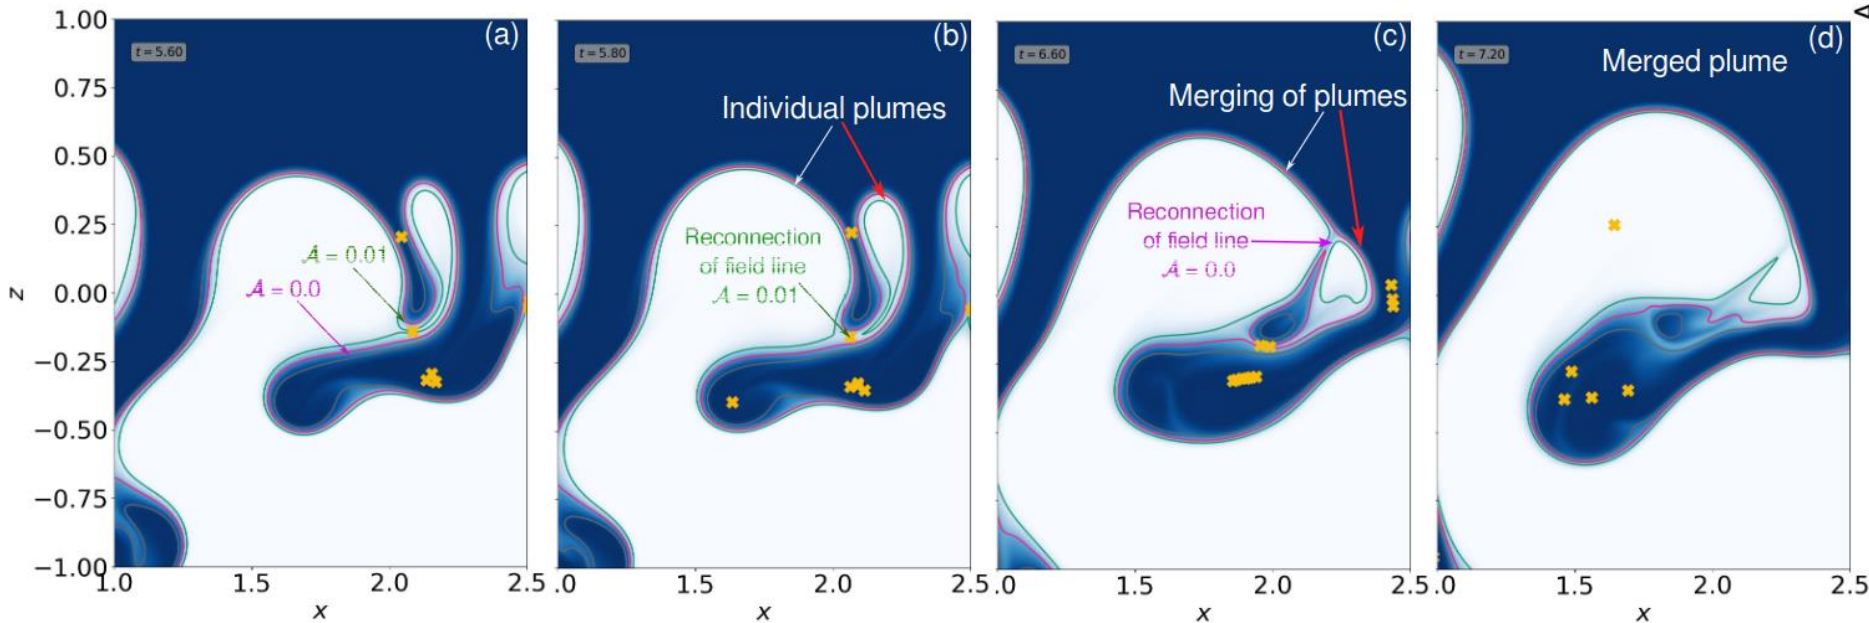 1.00
0.75
0.50
0.25
0.00
−0.25
−0.50
−0.75
−1.00
z
(a)
t = 5.60
𝒜 = 0.01
𝒜 = 0.0
1.0 1.5 2.0 2.5
x
(b)
t = 5.80
Individual plumes
Reconnection
of field line
𝒜 = 0.01
.0 1.5 2.0 2.5
x
(c)
t = 6.60
Merging of plumes
Reconnection
of field line
𝒜 = 0.0
.0 1.5 2.0 2.5
x
(d)
t = 7.20
Merged plume
.0 1.5 2.0 2.5
x